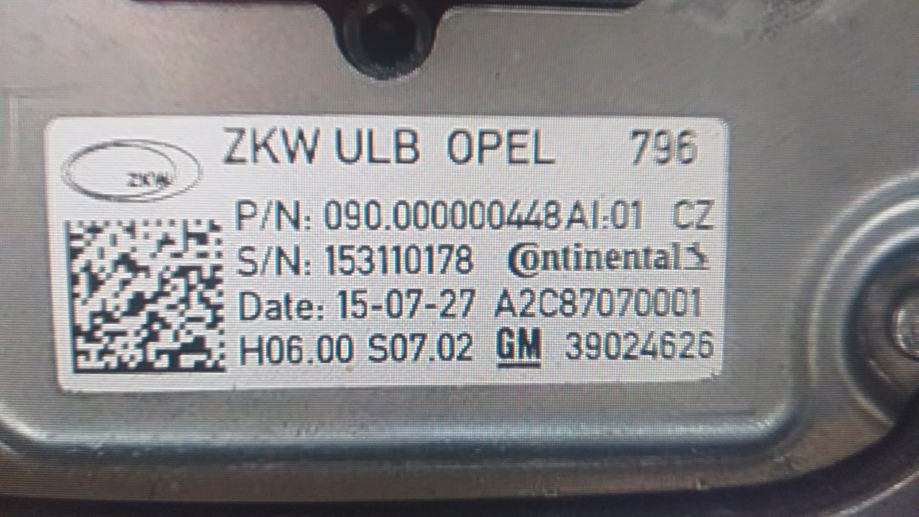 ZKW ULB OPEL 796
ZKW
P/N: 090.000000448AI:01 CZ
S/N: 153110178 Continental
Date: 15-07-27 A2C87070001
H06.00 S07.02 GM 39024626